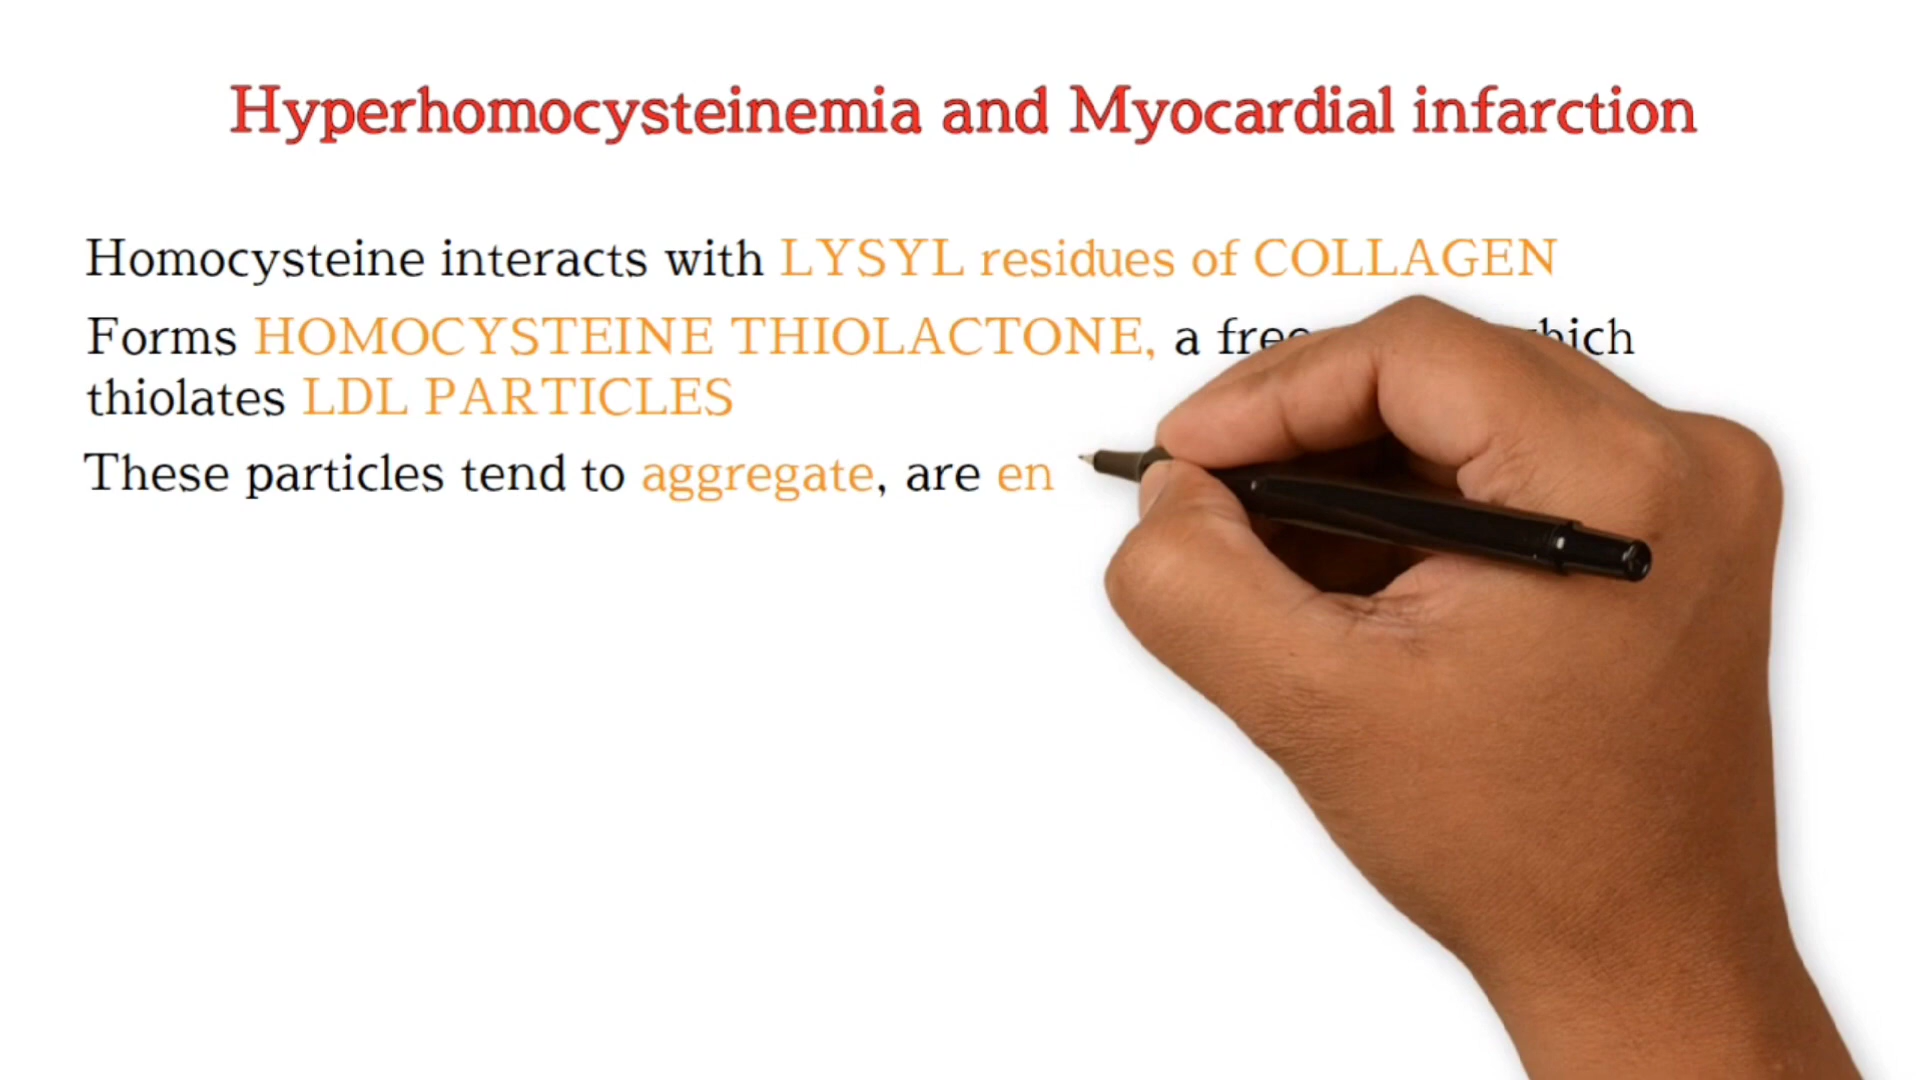 Hyperhomocysteinemia and Myocardial infarction
Homocysteine interacts with LYSYL residues of COLLAGEN
Forms HOMOCYSTEINE THIOLACTONE, a free
thiolates LDL PARTICLES
These particles tend to aggregate, are en